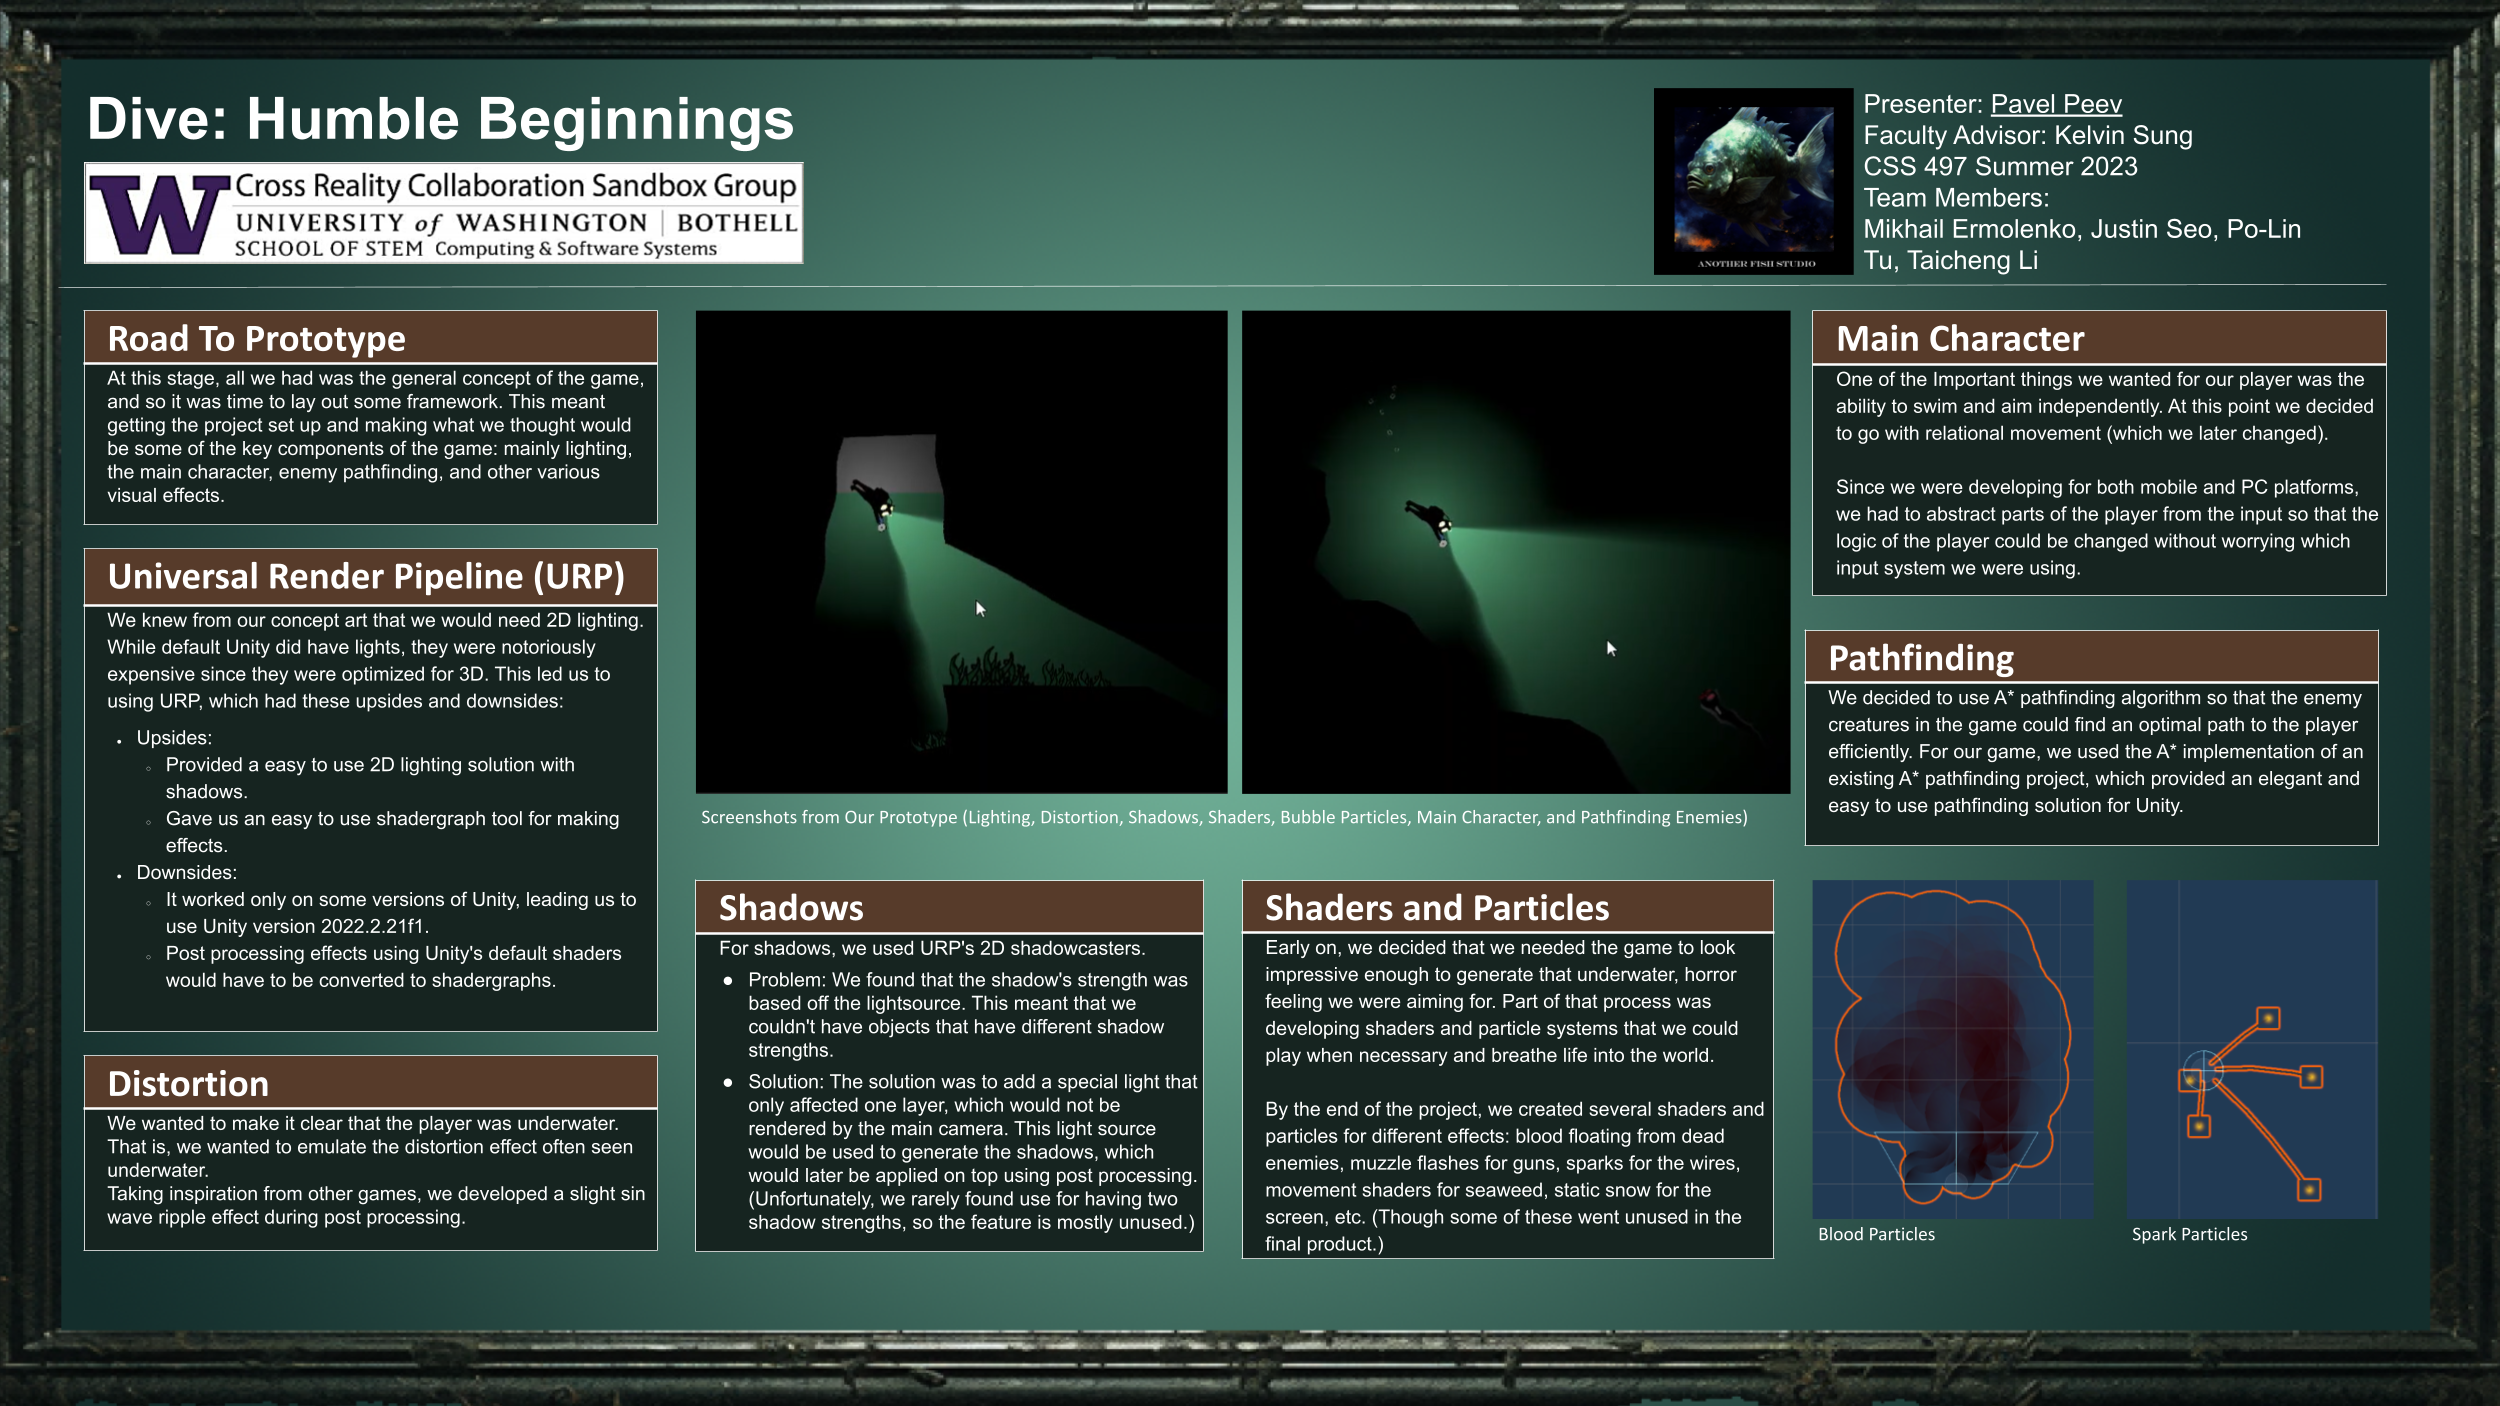 Dive: Humble Beginnings
W Cross Reality Collaboration Sandbox Group
UNIVERSITY of WASHINGTON | BOTHELL
SCHOOL OF STEM Computing & Software Systems
ANOTHER FISH STUDIO
Presenter: Pavel Peev
Faculty Advisor: Kelvin Sung
CSS 497 Summer 2023
Team Members:
Mikhail Ermolenko, Justin Seo, Po-Lin
Tu, Taicheng Li
Road To Prototype
At this stage, all we had was the general concept of the game,
and so it was time to lay out some framework. This meant
getting the project set up and making what we thought would
be some of the key components of the game: mainly lighting,
the main character, enemy pathfinding, and other various
visual effects.
Universal Render Pipeline (URP)
We knew from our concept art that we would need 2D lighting.
While default Unity did have lights, they were notoriously
expensive since they were optimized for 3D. This led us to
using URP, which had these upsides and downsides:
• Upsides:
○ Provided a easy to use 2D lighting solution with
shadows.
○ Gave us an easy to use shadergraph tool for making
effects.
• Downsides:
○ It worked only on some versions of Unity, leading us to
use Unity version 2022.2.21f1.
○ Post processing effects using Unity's default shaders
would have to be converted to shadergraphs.
Distortion
We wanted to make it clear that the player was underwater.
That is, we wanted to emulate the distortion effect often seen
underwater.
Taking inspiration from other games, we developed a slight sin
wave ripple effect during post processing.
Screenshots from Our Prototype (Lighting, Distortion, Shadows, Shaders, Bubble Particles, Main Character, and Pathfinding Enemies)
Shadows
For shadows, we used URP's 2D shadowcasters.
● Problem: We found that the shadow's strength was
based off the lightsource. This meant that we
couldn't have objects that have different shadow
strengths.
● Solution: The solution was to add a special light that
only affected one layer, which would not be
rendered by the main camera. This light source
would be used to generate the shadows, which
would later be applied on top using post processing.
(Unfortunately, we rarely found use for having two
shadow strengths, so the feature is mostly unused.)
Shaders and Particles
Early on, we decided that we needed the game to look
impressive enough to generate that underwater, horror
feeling we were aiming for. Part of that process was
developing shaders and particle systems that we could
play when necessary and breathe life into the world.
By the end of the project, we created several shaders and
particles for different effects: blood floating from dead
enemies, muzzle flashes for guns, sparks for the wires,
movement shaders for seaweed, static snow for the
screen, etc. (Though some of these went unused in the
final product.)
Main Character
One of the Important things we wanted for our player was the
ability to swim and aim independently. At this point we decided
to go with relational movement (which we later changed).
Since we were developing for both mobile and PC platforms,
we had to abstract parts of the player from the input so that the
logic of the player could be changed without worrying which
input system we were using.
Pathfinding
We decided to use A* pathfinding algorithm so that the enemy
creatures in the game could find an optimal path to the player
efficiently. For our game, we used the A* implementation of an
existing A* pathfinding project, which provided an elegant and
easy to use pathfinding solution for Unity.
Blood Particles
Spark Particles